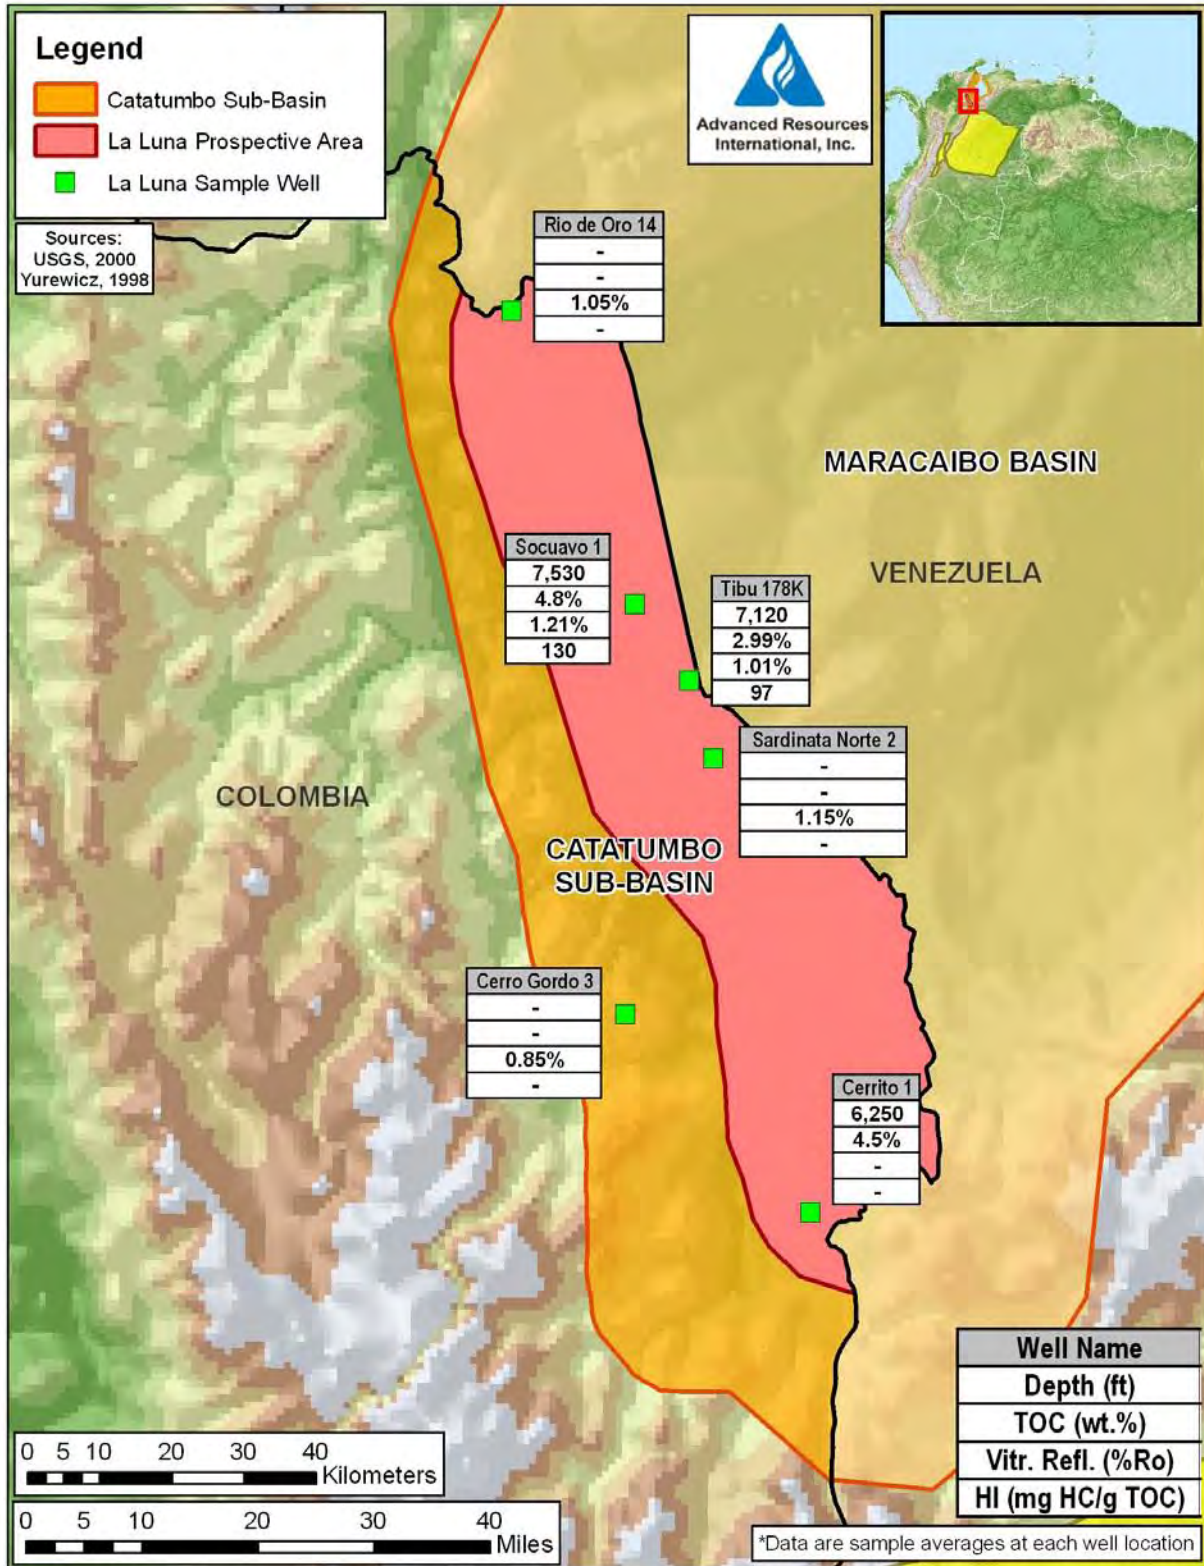 Legend
Catatumbo Sub-Basin
La Luna Prospective Area
La Luna Sample Well
Sources:
USGS, 2000
Yurewicz, 1998
Advanced Resources
International, Inc.
Rio de Oro 14
-
-
1.05%
-
MARACAIBO BASIN
VENEZUELA
Socuavo 1
7,530
4.8%
1.21%
130
Tibu 178K
7,120
2.99%
1.01%
97
Sardinata Norte 2
-
-
1.15%
-
COLOMBIA
CATATUMBO
SUB-BASIN
Cerro Gordo 3
-
-
0.85%
-
Cerrito 1
6,250
4.5%
-
-
Well Name
Depth (ft)
TOC (wt.%)
Vitr. Refl. (%Ro)
HI (mg HC/g TOC)
0 5 10 20 30 40
Kilometers
0 5 10 20 30 40
Miles
*Data are sample averages at each well location